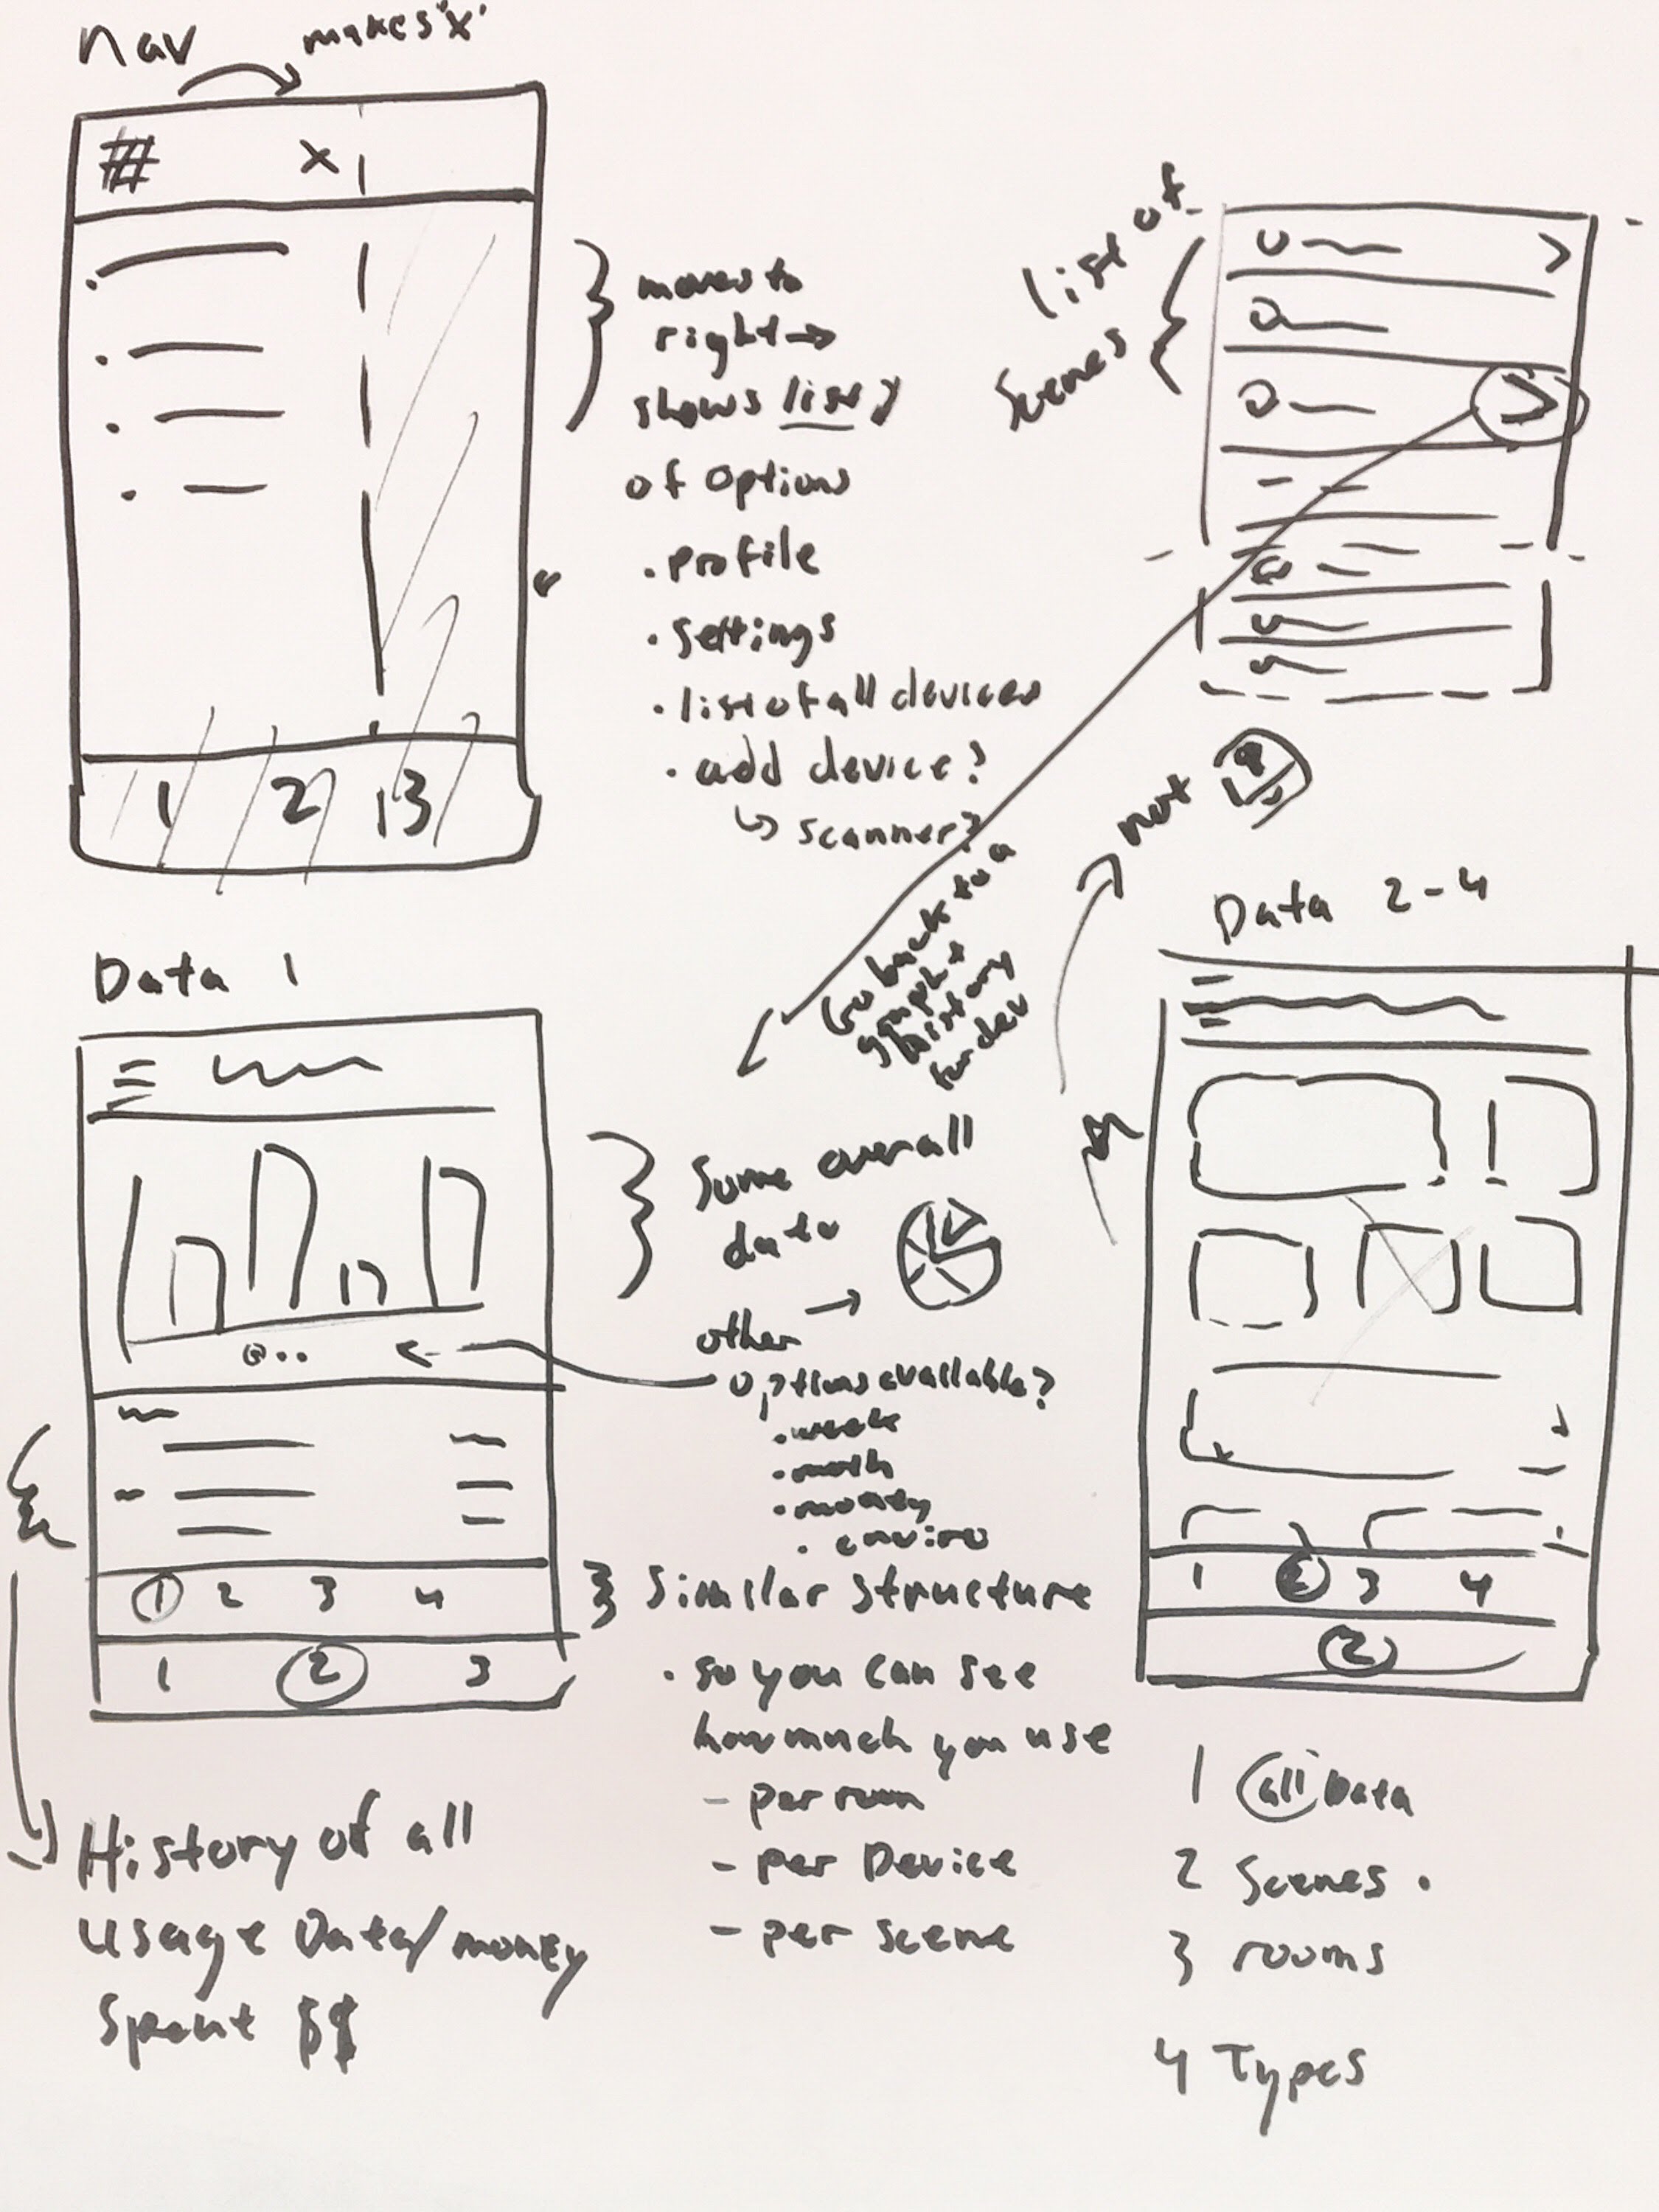 nav
makes 'x'
x
1 2 3
moves to
right →
shows list
of options
. profile
. settings
. list of all devices
. add device?
↳ scanner?
list of
scenes
>
>
not
Go back to a
graph +
history
for dev
Data 1
Some overall
data
other →
options available?
. week
. month
. money
. enviro
① 2 3 4
1 ② 3
Similar structure
. so you can see
how much you use
- per room
- per Device
- per scene
History of all
usage Data/money
Spent $$
Data 2-4
1 ② 3 4
②
1 all Data
2 Scenes .
3 rooms
4 Types